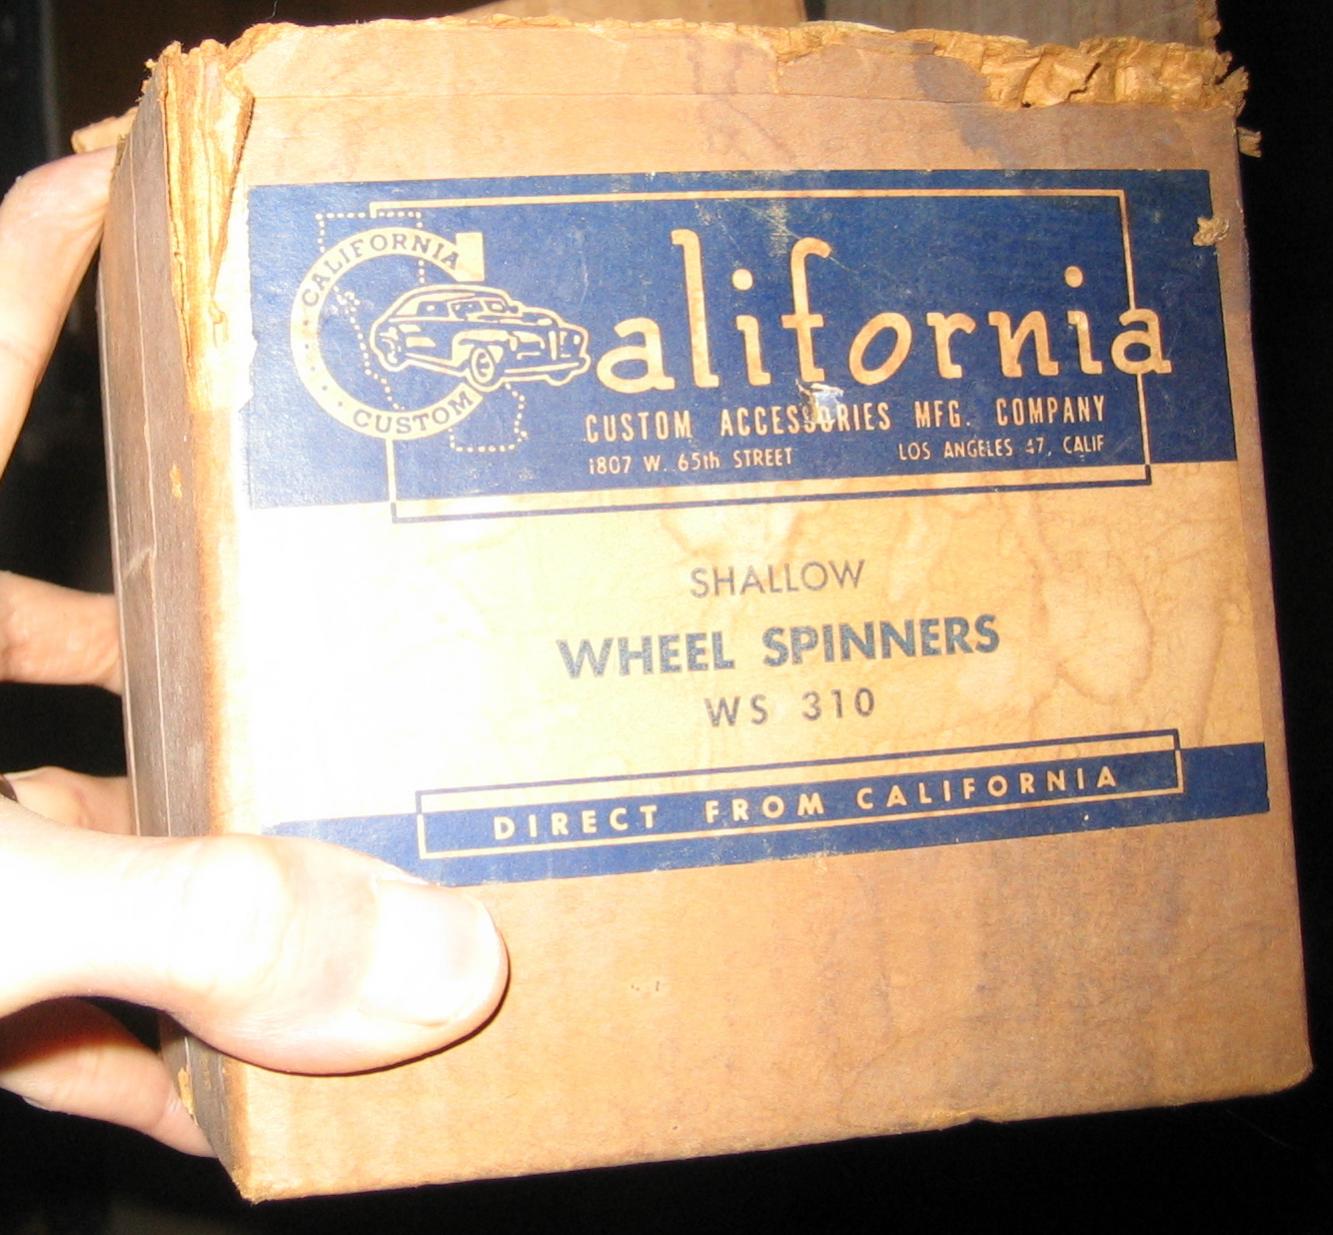 CALIFORNIA
CUSTOM
California
CUSTOM ACCESSORIES MFG. COMPANY
1807 W. 65th STREET LOS ANGELES 47, CALIF
SHALLOW
WHEEL SPINNERS
WS 310
DIRECT FROM CALIFORNIA